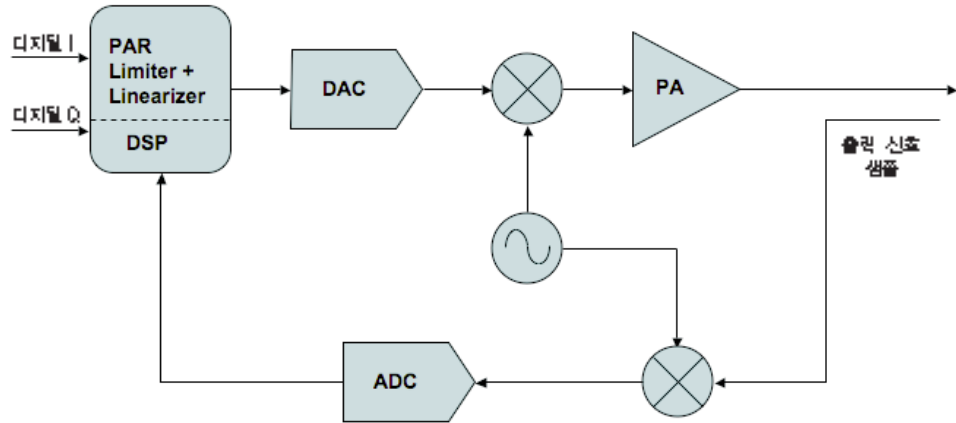 디지털 I
디지털 Q
PAR
Limiter +
Linearizer
DSP
DAC
PA
출력 신호
샘플
ADC